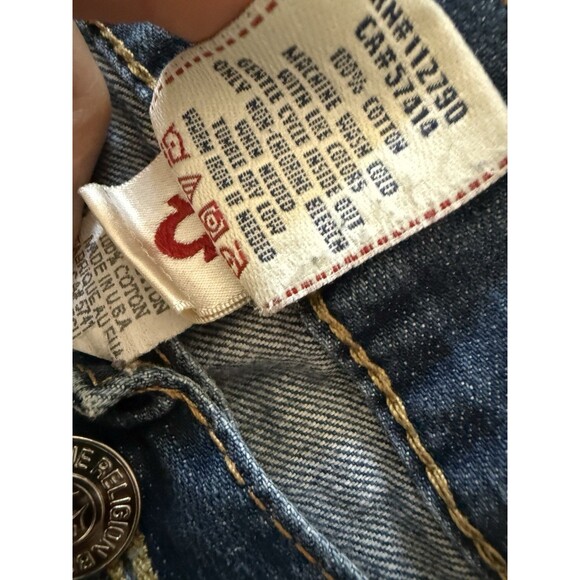 RN#112790
CA#57414
100% COTTON
MACHINE WASH COLD
WITH LIKE COLORS
GENTLE CYCLE INSIDE OUT
ONLY NON-CHLORINE BLEACH
WHEN NEEDED
TUMBLE DRY LOW
WARM IRON IF NEEDED
100% COTTON
MADE IN U.S.A
RELIGION B